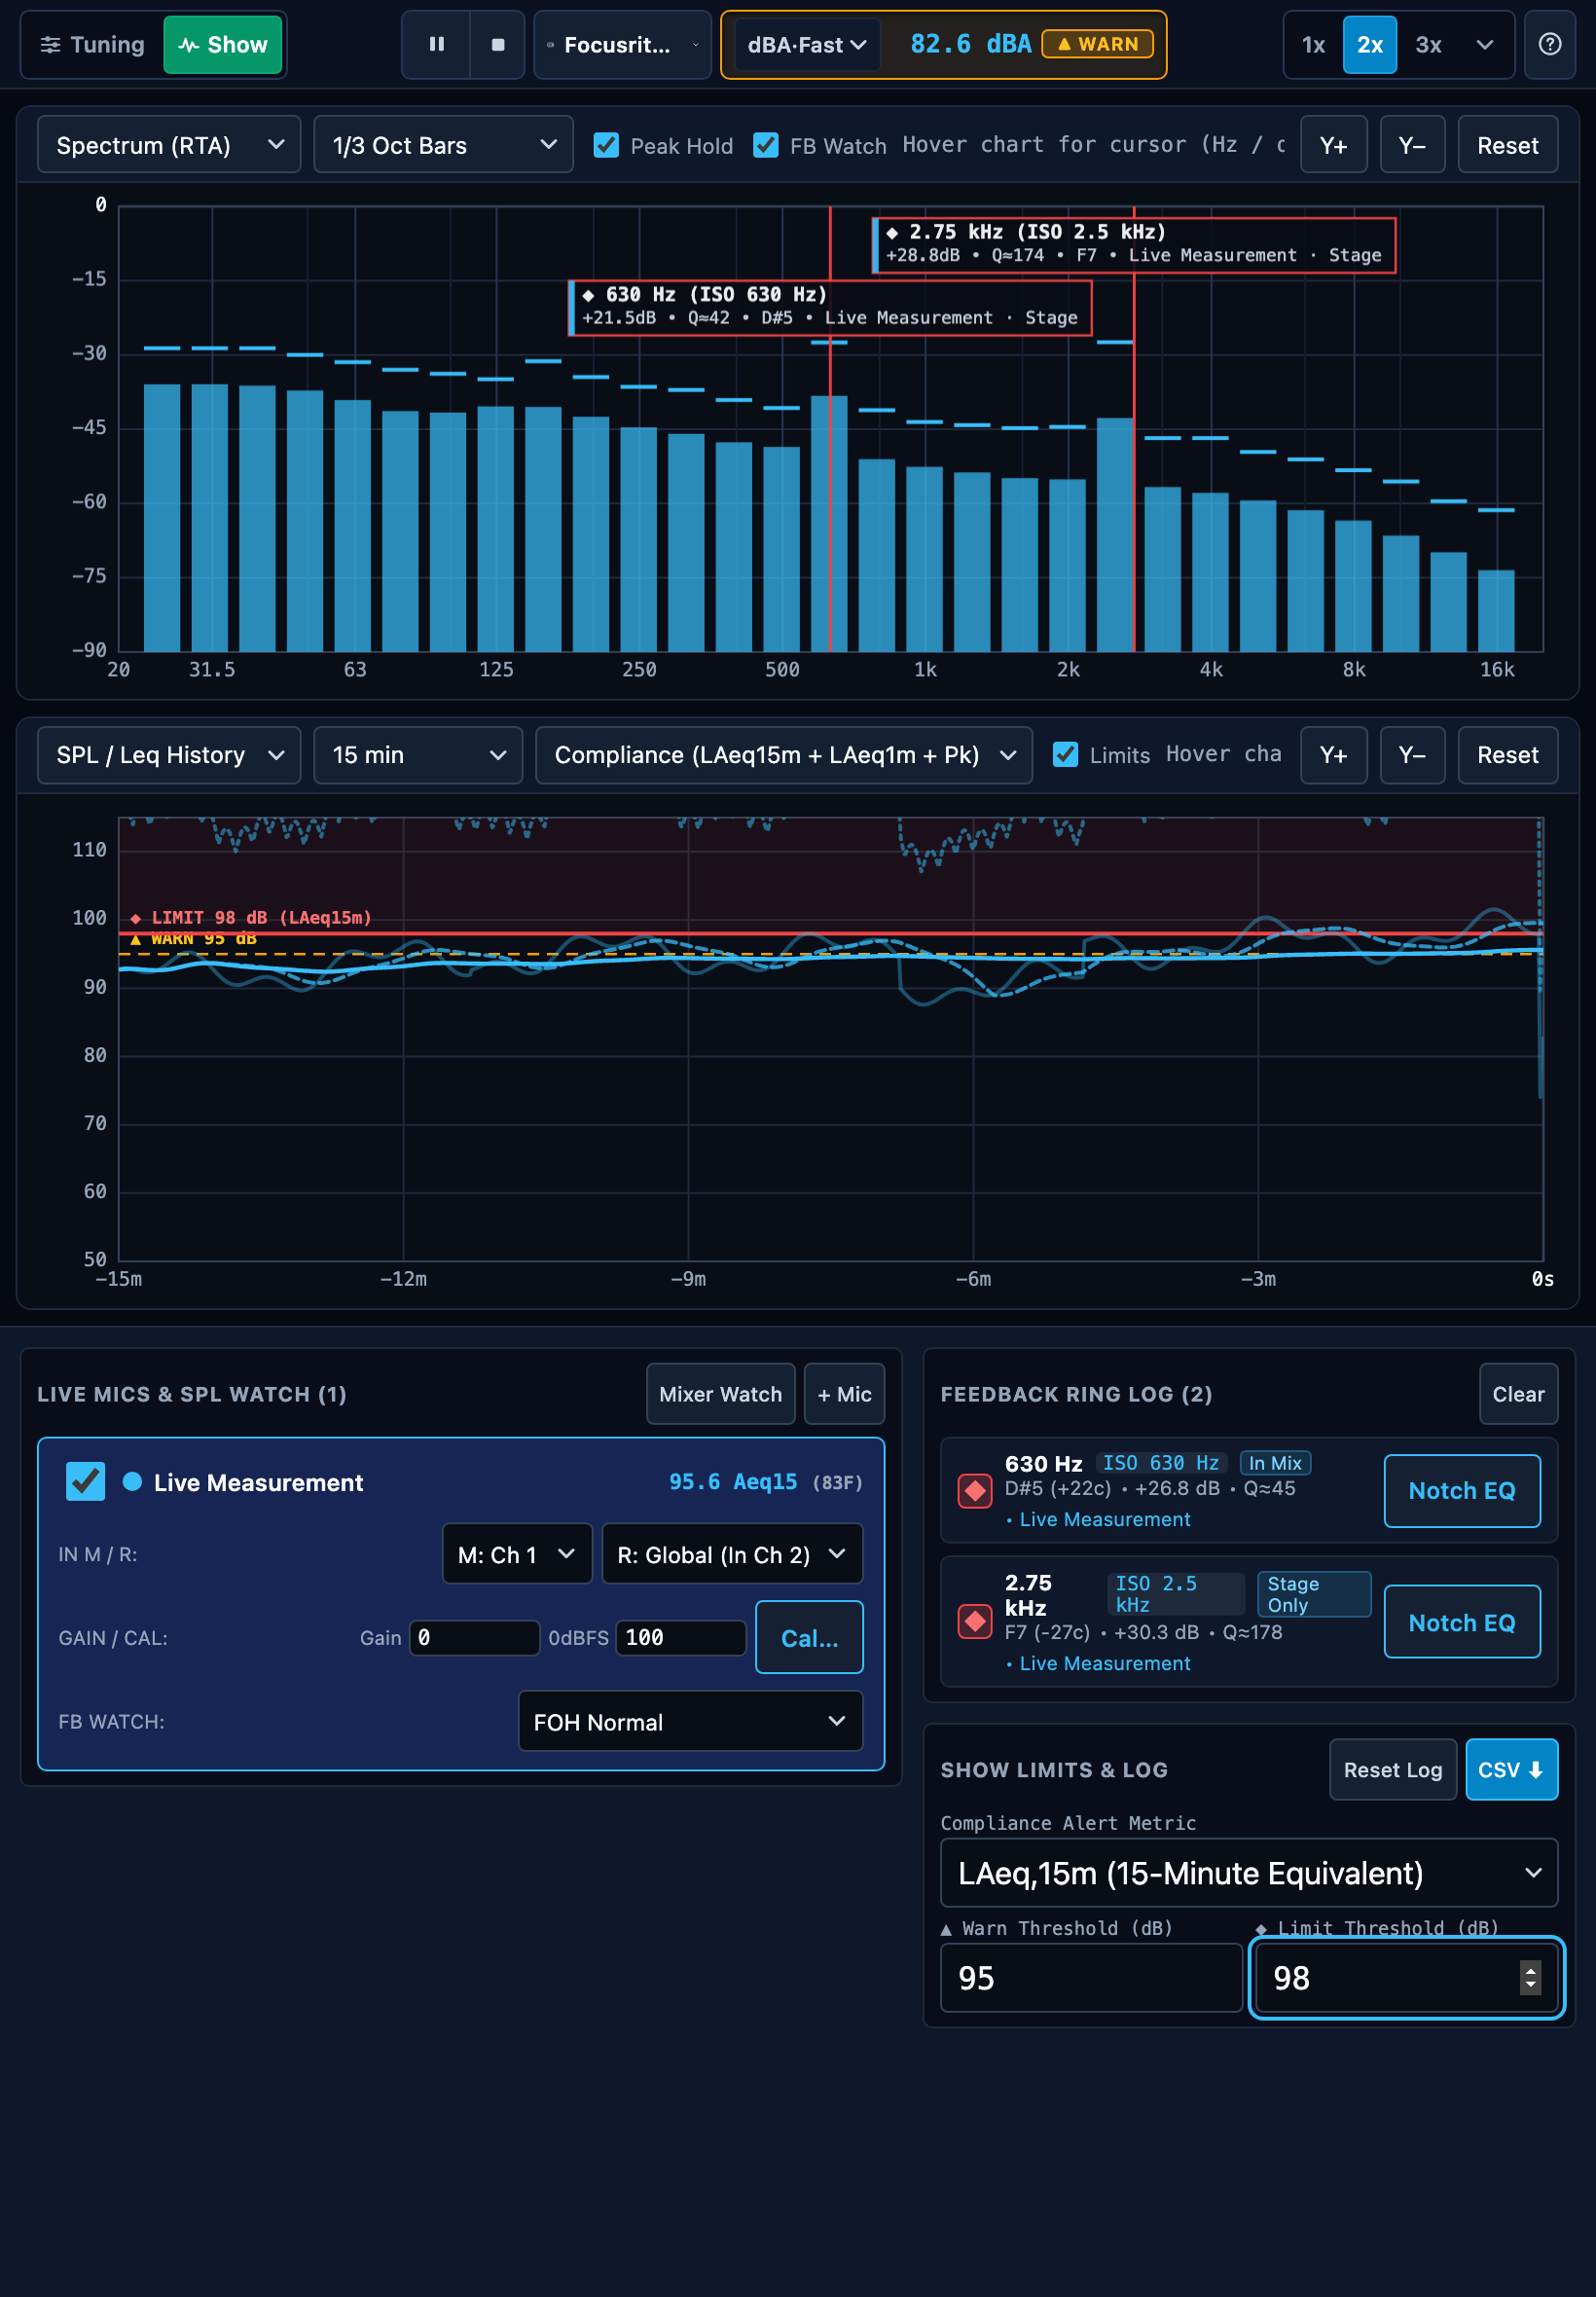 Tuning Show Focusrit... dBA·Fast 82.6 dBA ▲ WARN 1x 2x 3x
Spectrum (RTA) 1/3 Oct Bars Peak Hold FB Watch Hover chart for cursor (Hz / Y+ Y− Reset
0
−15
−30
−45
−60
−75
−90
◆ 2.75 kHz (ISO 2.5 kHz)
+28.8dB • Q≈174 • F7 • Live Measurement · Stage
◆ 630 Hz (ISO 630 Hz)
+21.5dB • Q≈42 • D#5 • Live Measurement · Stage
20 31.5 63 125 250 500 1k 2k 4k 8k 16k
SPL / Leq History 15 min Compliance (LAeq15m + LAeq1m + Pk) Limits Hover cha Y+ Y− Reset
110
100
90
80
70
60
50
◆ LIMIT 98 dB (LAeq15m)
▲ WARN 95 dB
−15m −12m −9m −6m −3m 0s
LIVE MICS & SPL WATCH (1) Mixer Watch + Mic
Live Measurement 95.6 Aeq15 (83F)
IN M / R: M: Ch 1 R: Global (In Ch 2)
GAIN / CAL: Gain 0 0dBFS 100 Cal...
FB WATCH: FOH Normal
FEEDBACK RING LOG (2) Clear
630 Hz ISO 630 Hz In Mix
D#5 (+22c) • +26.8 dB • Q≈45
• Live Measurement
Notch EQ
2.75 kHz ISO 2.5 kHz Stage Only
F7 (-27c) • +30.3 dB • Q≈178
• Live Measurement
Notch EQ
SHOW LIMITS & LOG Reset Log CSV ⬇
Compliance Alert Metric
LAeq,15m (15-Minute Equivalent)
▲ Warn Threshold (dB) ◆ Limit Threshold (dB)
95 98